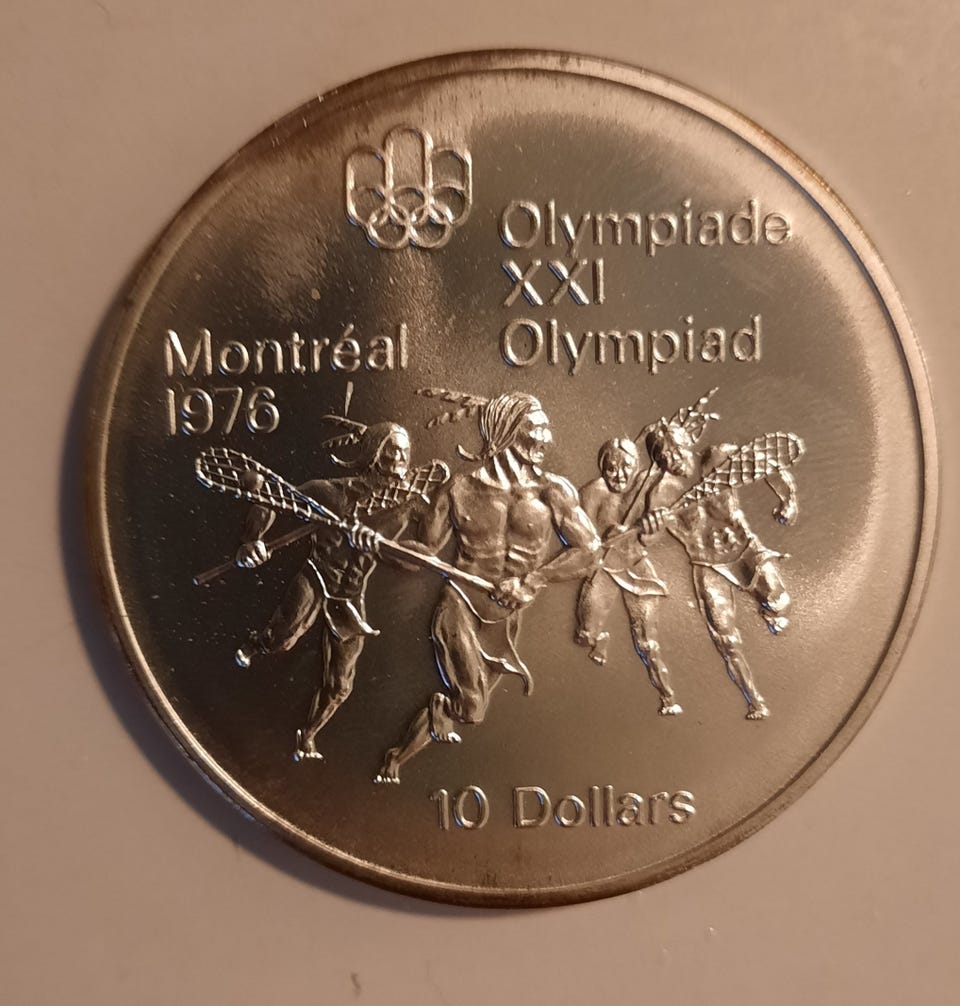 Olympiade
XXI
Olympiad
Montréal
1976
10 Dollars